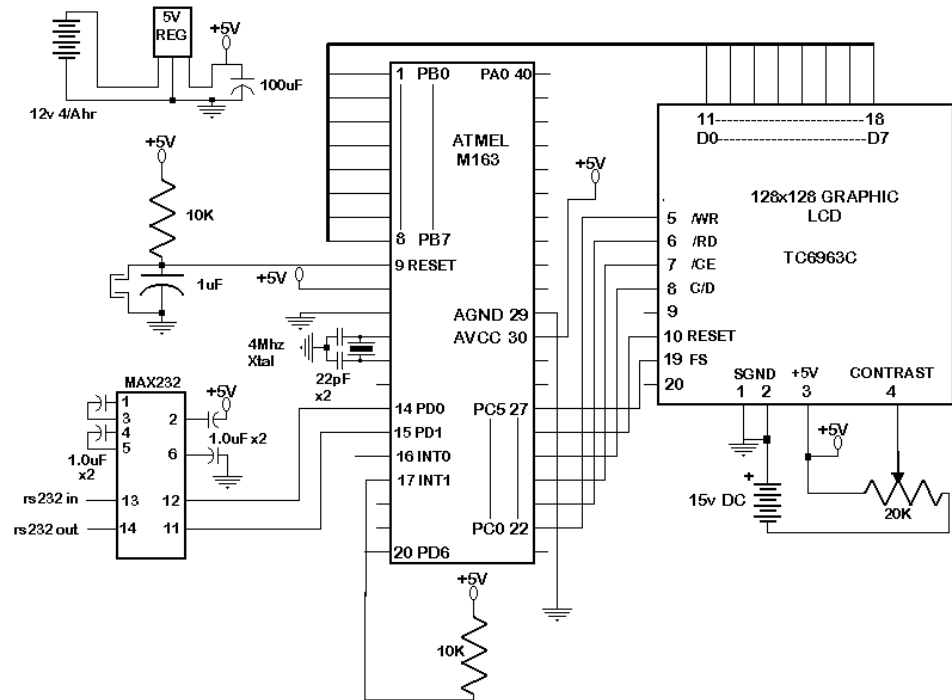 5V
REG
+5V
100uF
12v 4/Ahr
+5V
10K
1uF
+5V
4Mhz
Xtal
22pF
x2
1 PB0
PA0 40
ATMEL
M163
8 PB7
9 RESET
AGND 29
AVCC 30
14 PD0
PC5 27
15 PD1
16 INT0
17 INT1
PC0 22
20 PD6
+5V
11 18
D0 D7
128x128 GRAPHIC
LCD
TC6963C
5 /WR
6 /RD
7 /CE
8 C/D
9
10 RESET
19 FS
20
SGND +5V CONTRAST
1 2 3 4
+5V
15v DC
+
20K
MAX232
+5V
1
3
4
5
2
6
1.0uF x2
1.0uF
x2
rs232 in 13 12
rs232 out 14 11
+5V
10K